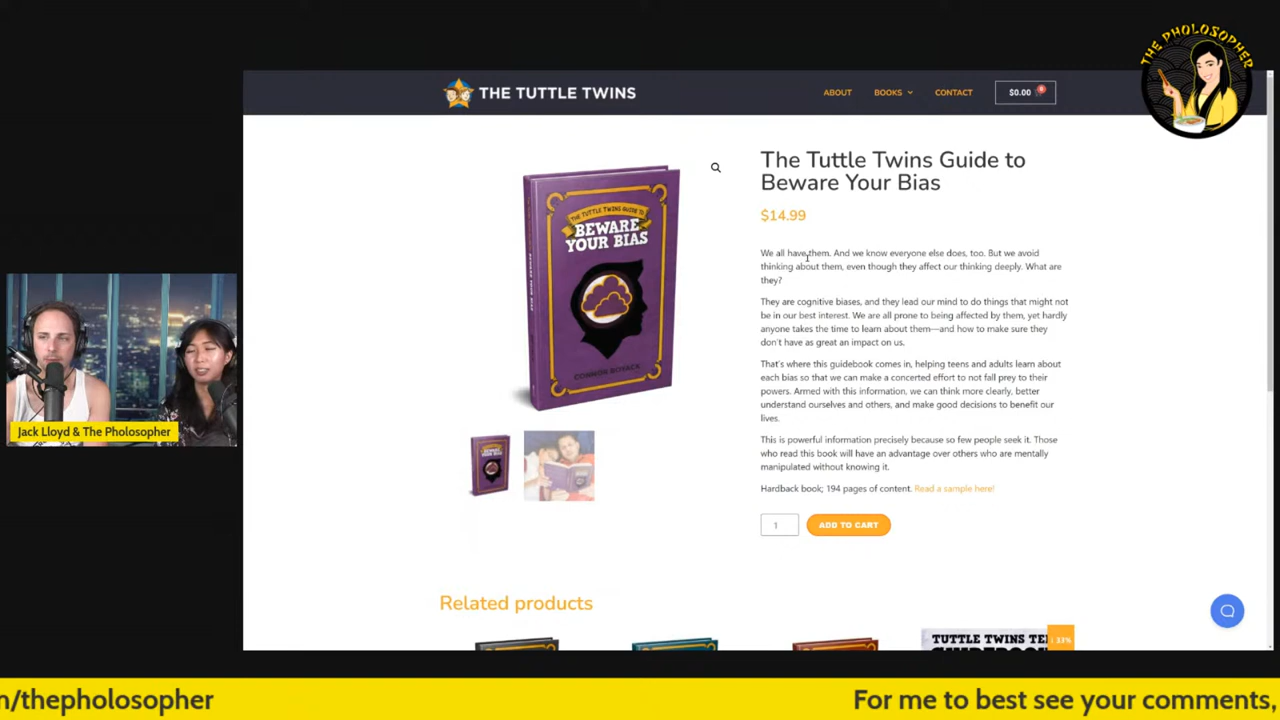 THE PHOLOSOPHER
THE TUTTLE TWINS
ABOUT
BOOKS
CONTACT
$0.00
0
The Tuttle Twins Guide to
Beware Your Bias
$14.99
THE TUTTLE TWINS GUIDE TO
BEWARE
YOUR BIAS
CONNOR BOYACK
We all have them. And we know everyone else does, too. But we avoid
thinking about them, even though they affect our thinking deeply. What are
they?
They are cognitive biases, and they lead our mind to do things that might not
be in our best interest. We are all prone to being affected by them, yet hardly
anyone takes the time to learn about them—and how to make sure they
don't have as great an impact on us.
That's where this guidebook comes in, helping teens and adults learn about
each bias so that we can make a concerted effort to not fall prey to their
powers. Armed with this information, we can think more clearly, better
understand ourselves and others, and make good decisions to benefit our
lives.
This is powerful information precisely because so few people seek it. Those
who read this book will have an advantage over others who are mentally
manipulated without knowing it.
Hardback book; 194 pages of content. Read a sample here!
1
ADD TO CART
Jack Lloyd & The Pholosopher
Related products
TUTTLE TWINS
33%
n/thepholosopher
For me to best see your comments,